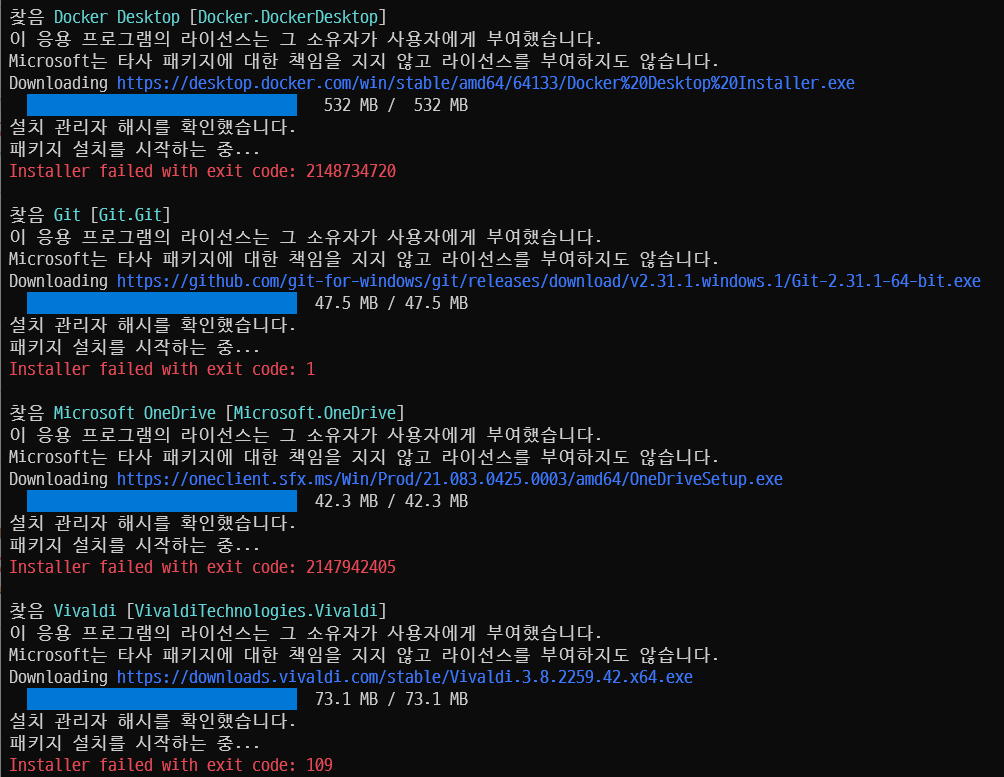 찾음 Docker Desktop [Docker.DockerDesktop]
이 응용 프로그램의 라이선스는 그 소유자가 사용자에게 부여했습니다.
Microsoft는 타사 패키지에 대한 책임을 지지 않고 라이선스를 부여하지도 않습니다.
Downloading https://desktop.docker.com/win/stable/amd64/64133/Docker%20Desktop%20Installer.exe
532 MB / 532 MB
설치 관리자 해시를 확인했습니다.
패키지 설치를 시작하는 중...
Installer failed with exit code: 2148734720
찾음 Git [Git.Git]
이 응용 프로그램의 라이선스는 그 소유자가 사용자에게 부여했습니다.
Microsoft는 타사 패키지에 대한 책임을 지지 않고 라이선스를 부여하지도 않습니다.
Downloading https://github.com/git-for-windows/git/releases/download/v2.31.1.windows.1/Git-2.31.1-64-bit.exe
47.5 MB / 47.5 MB
설치 관리자 해시를 확인했습니다.
패키지 설치를 시작하는 중...
Installer failed with exit code: 1
찾음 Microsoft OneDrive [Microsoft.OneDrive]
이 응용 프로그램의 라이선스는 그 소유자가 사용자에게 부여했습니다.
Microsoft는 타사 패키지에 대한 책임을 지지 않고 라이선스를 부여하지도 않습니다.
Downloading https://oneclient.sfx.ms/Win/Prod/21.083.0425.0003/amd64/OneDriveSetup.exe
42.3 MB / 42.3 MB
설치 관리자 해시를 확인했습니다.
패키지 설치를 시작하는 중...
Installer failed with exit code: 2147942405
찾음 Vivaldi [VivaldiTechnologies.Vivaldi]
이 응용 프로그램의 라이선스는 그 소유자가 사용자에게 부여했습니다.
Microsoft는 타사 패키지에 대한 책임을 지지 않고 라이선스를 부여하지도 않습니다.
Downloading https://downloads.vivaldi.com/stable/Vivaldi.3.8.2259.42.x64.exe
73.1 MB / 73.1 MB
설치 관리자 해시를 확인했습니다.
패키지 설치를 시작하는 중...
Installer failed with exit code: 109